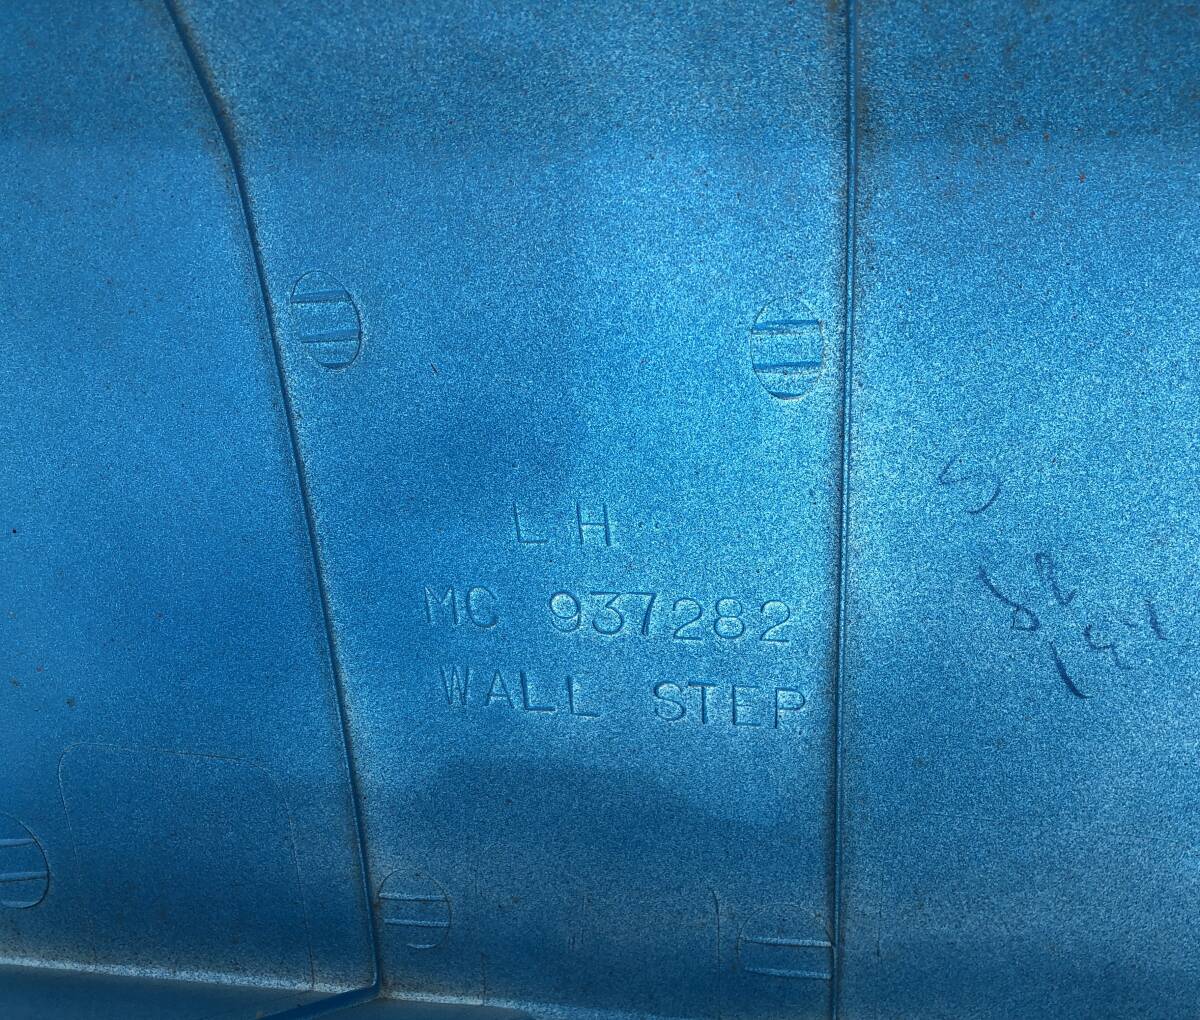 LH
MC 937282
WALL STEP